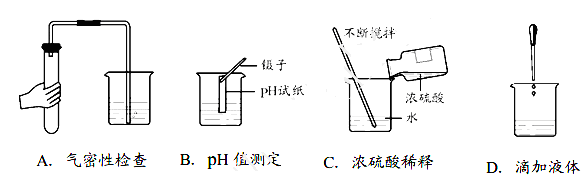 不断搅拌
镊子
pH试纸
浓硫酸
水
A. 气密性检查 B. pH值测定 C. 浓硫酸稀释 D. 滴加液体